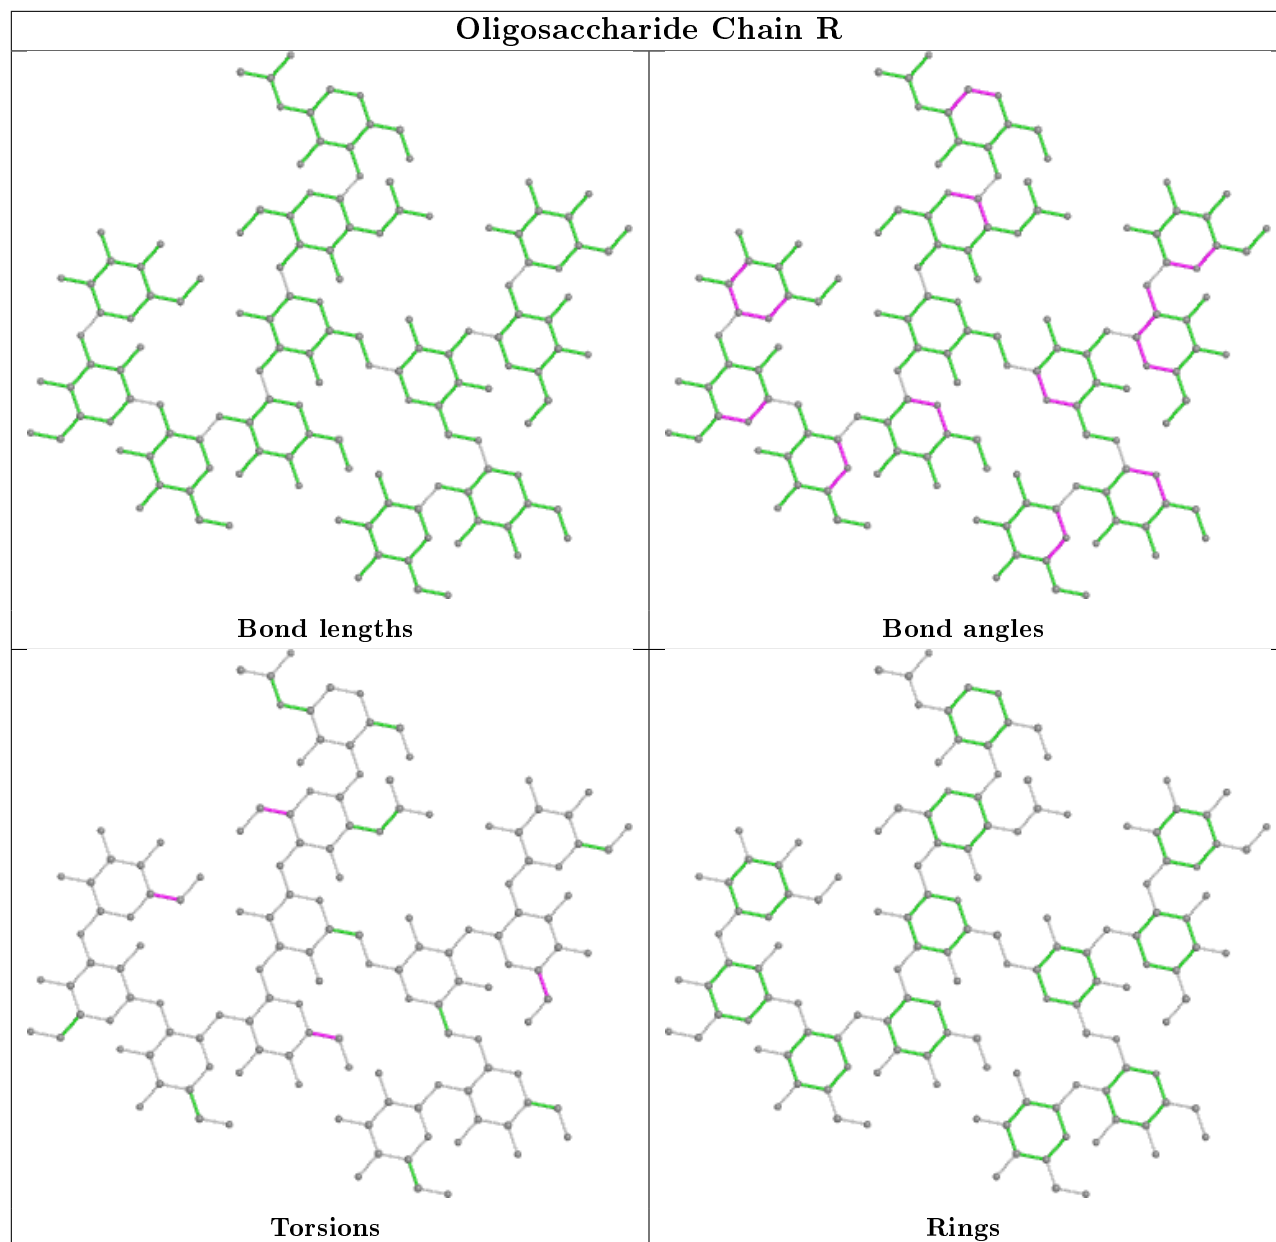 Oligosaccharide Chain R
Bond lengths
Bond angles
Torsions
Rings